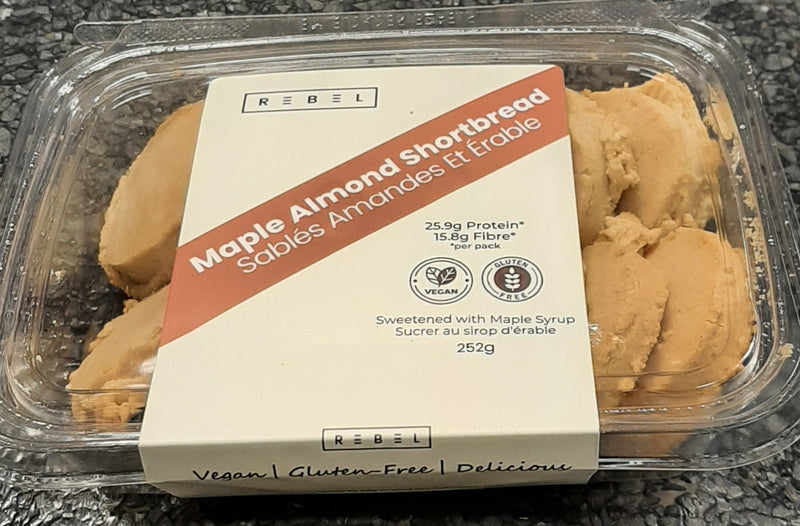 REBEL
Maple Almond Shortbread
Sablés Amandes Et Érable
25.9g Protein*
15.8g Fibre*
*per pack
VEGAN
GLUTEN
FREE
Sweetened with Maple Syrup
Sucrer au sirop d'érable
252g
REBEL
Vegan | Gluten-Free | Delicious